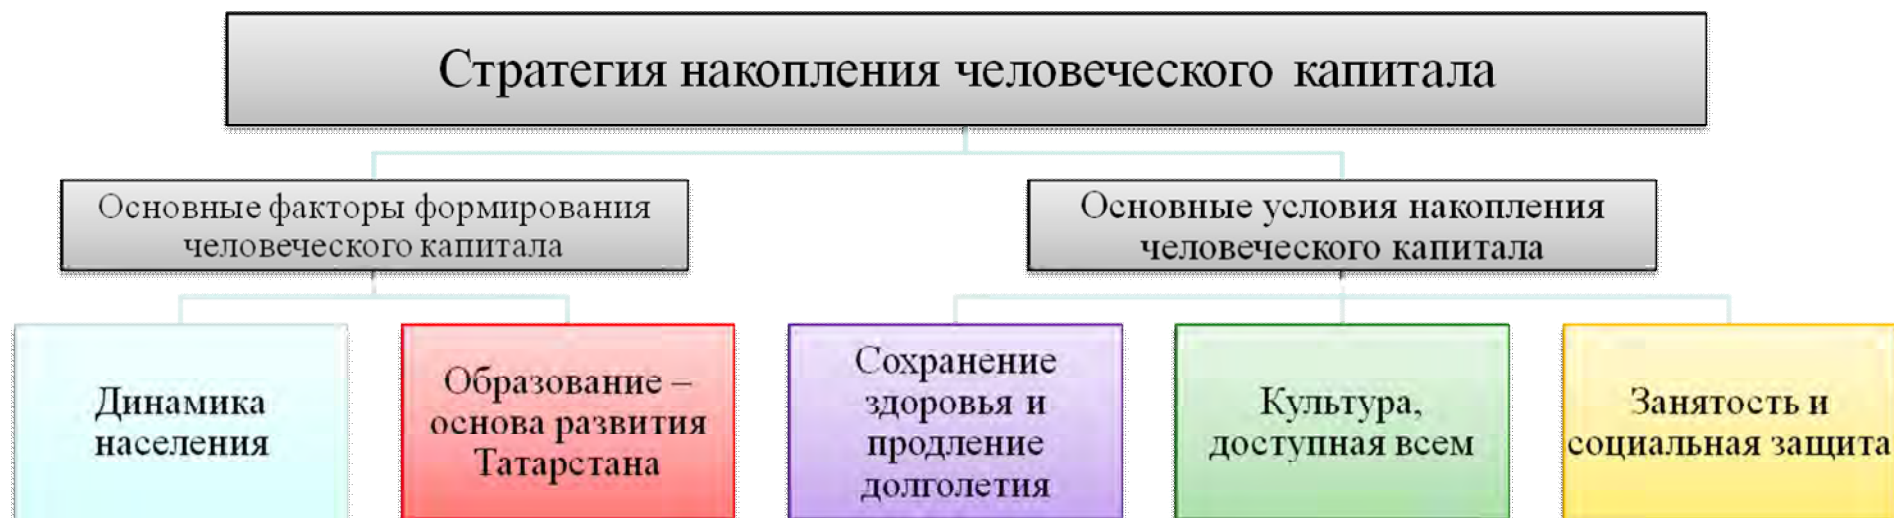 Стратегия накопления человеческого капитала
Основные факторы формирования
человеческого капитала
Основные условия накопления
человеческого капитала
Динамика
населения
Образование –
основа развития
Татарстана
Сохранение
здоровья и
продление
долголетия
Культура,
доступная всем
Занятость и
социальная защита